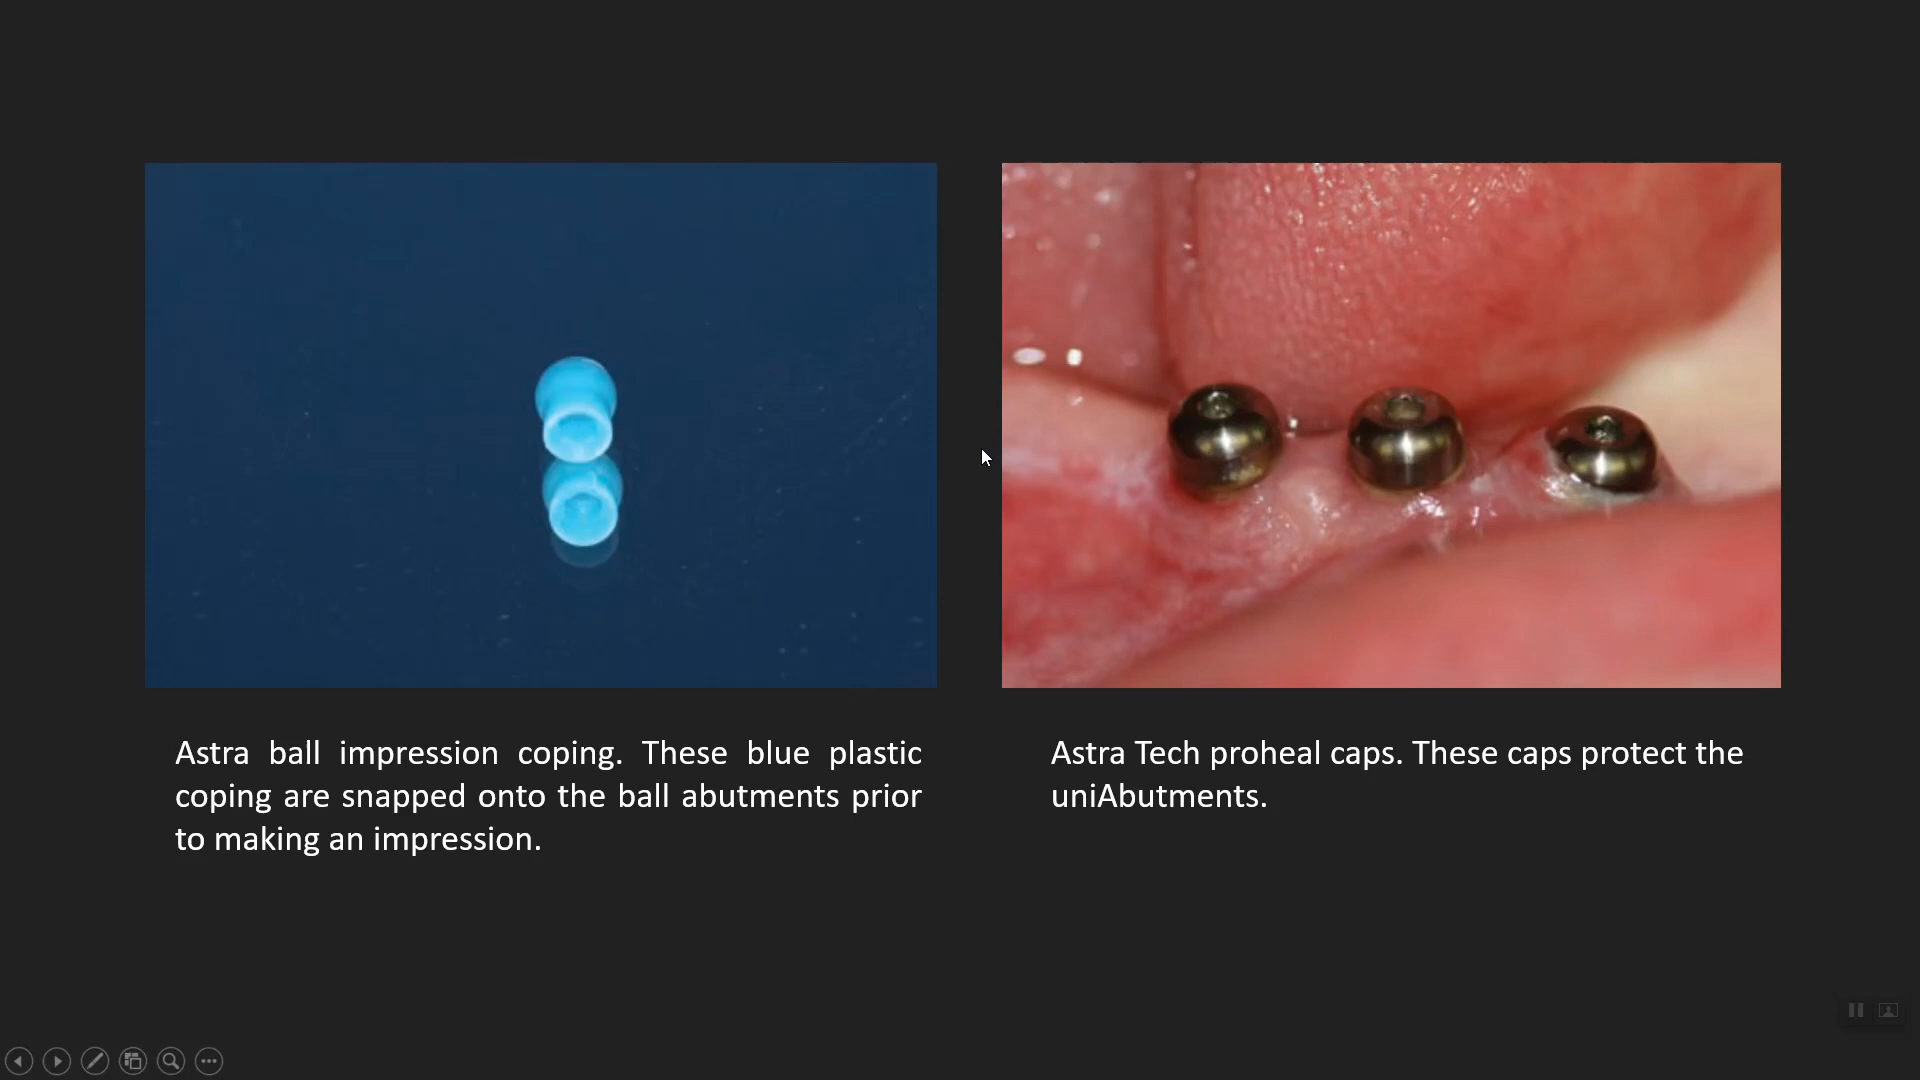 Astra ball impression coping. These blue plastic
coping are snapped onto the ball abutments prior
to making an impression.
Astra Tech proheal caps. These caps protect the
uniAbutments.